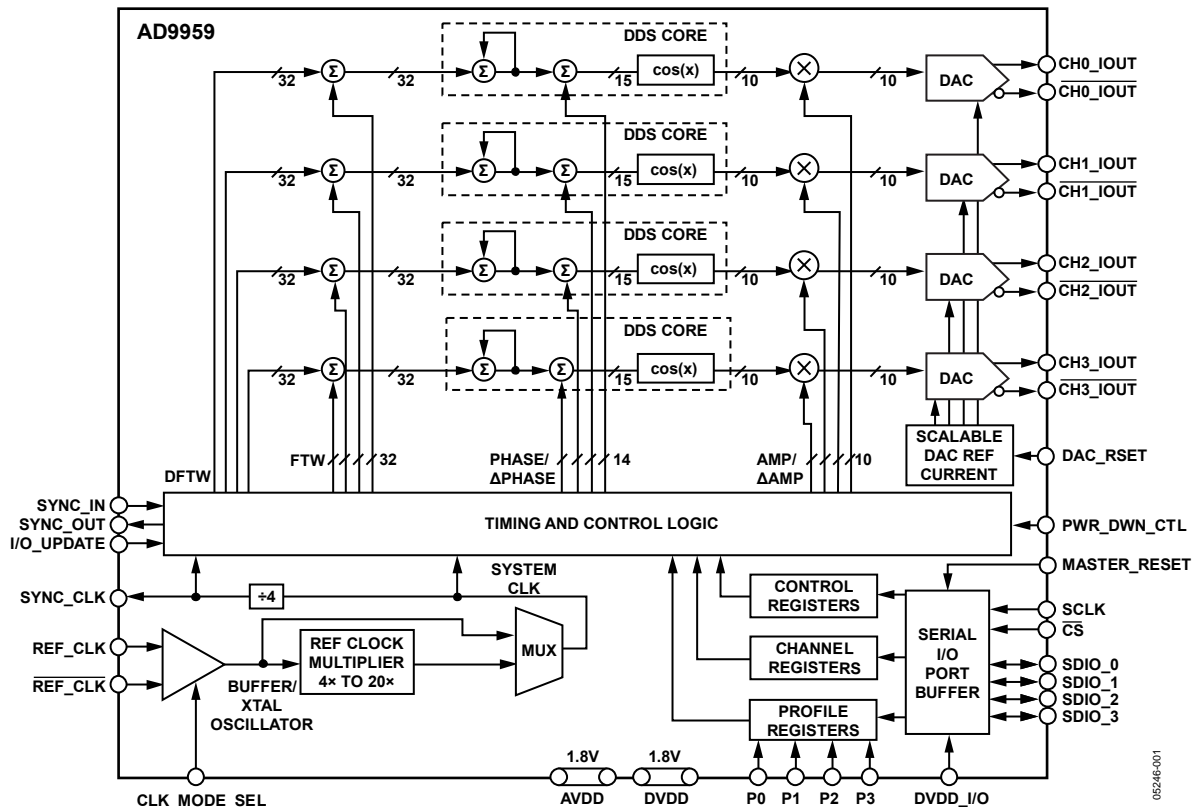 AD9959
DDS CORE
32
Σ
32
Σ
Σ
15
cos(x)
10
×
10
DAC
CH0_IOUT
CH0_IOUT
DDS CORE
32
Σ
32
Σ
Σ
15
cos(x)
10
×
10
DAC
CH1_IOUT
CH1_IOUT
DDS CORE
32
Σ
32
Σ
Σ
15
cos(x)
10
×
10
DAC
CH2_IOUT
CH2_IOUT
DDS CORE
32
Σ
32
Σ
Σ
15
cos(x)
10
×
10
DAC
CH3_IOUT
CH3_IOUT
DFTW
FTW
32
PHASE/
ΔPHASE
14
AMP/
ΔAMP
10
SCALABLE
DAC REF
CURRENT
DAC_RSET
SYNC_IN
SYNC_OUT
I/O_UPDATE
TIMING AND CONTROL LOGIC
PWR_DWN_CTL
MASTER_RESET
SYNC_CLK
÷4
SYSTEM
CLK
REF_CLK
REF_CLK
BUFFER/
XTAL
OSCILLATOR
REF CLOCK
MULTIPLIER
4× TO 20×
MUX
CONTROL
REGISTERS
CHANNEL
REGISTERS
PROFILE
REGISTERS
SERIAL
I/O
PORT
BUFFER
SCLK
CS
SDIO_0
SDIO_1
SDIO_2
SDIO_3
CLK_MODE_SEL
1.8V
AVDD
1.8V
DVDD
P0
P1
P2
P3
DVDD_I/O
05246-001